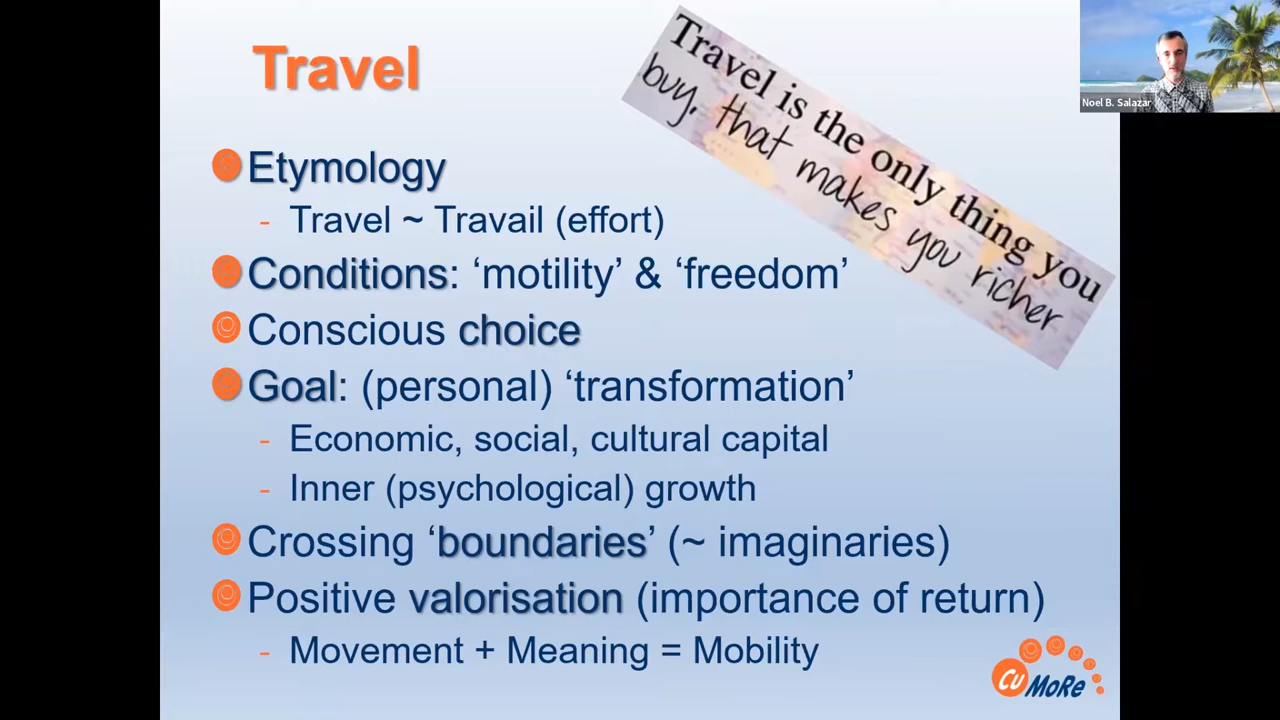 Travel
Travel is the only thing you
buy, that makes you richer
Noel B. Salazar
Etymology
- Travel ~ Travail (effort)
Conditions: ‘motility’ & ‘freedom’
Conscious choice
Goal: (personal) ‘transformation’
- Economic, social, cultural capital
- Inner (psychological) growth
Crossing ‘boundaries’ (~ imaginaries)
Positive valorisation (importance of return)
- Movement + Meaning = Mobility
CuMoRe